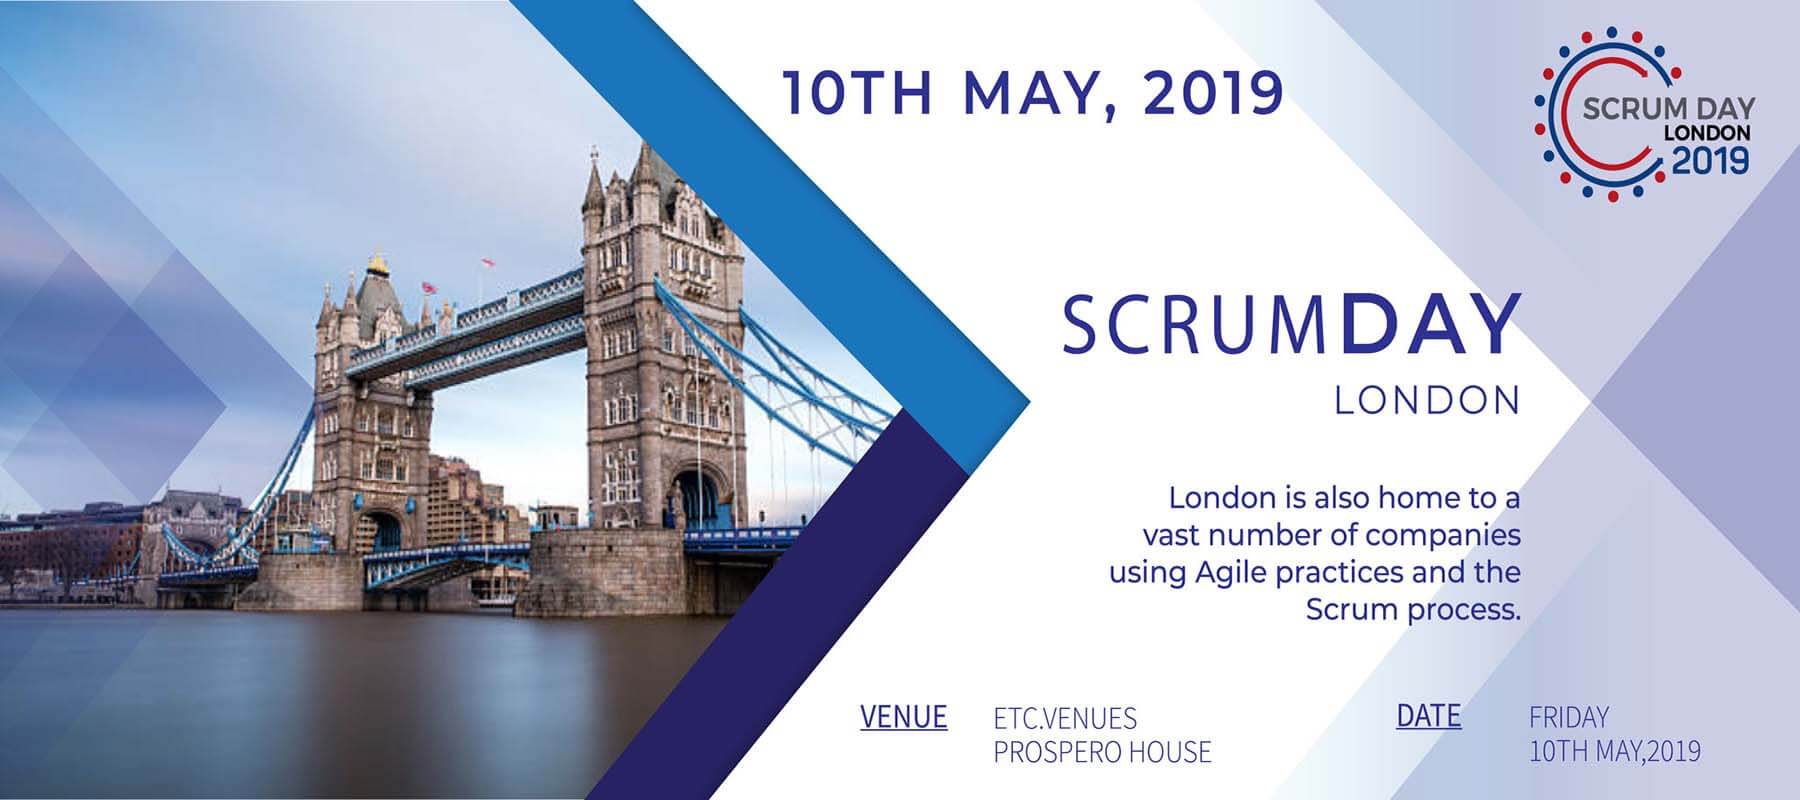 10TH MAY, 2019
SCRUM DAY
LONDON
2019
SCRUMDAY
LONDON
London is also home to a
vast number of companies
using Agile practices and the
Scrum process.
VENUE
ETC.VENUES
PROSPERO HOUSE
DATE
FRIDAY
10TH MAY,2019